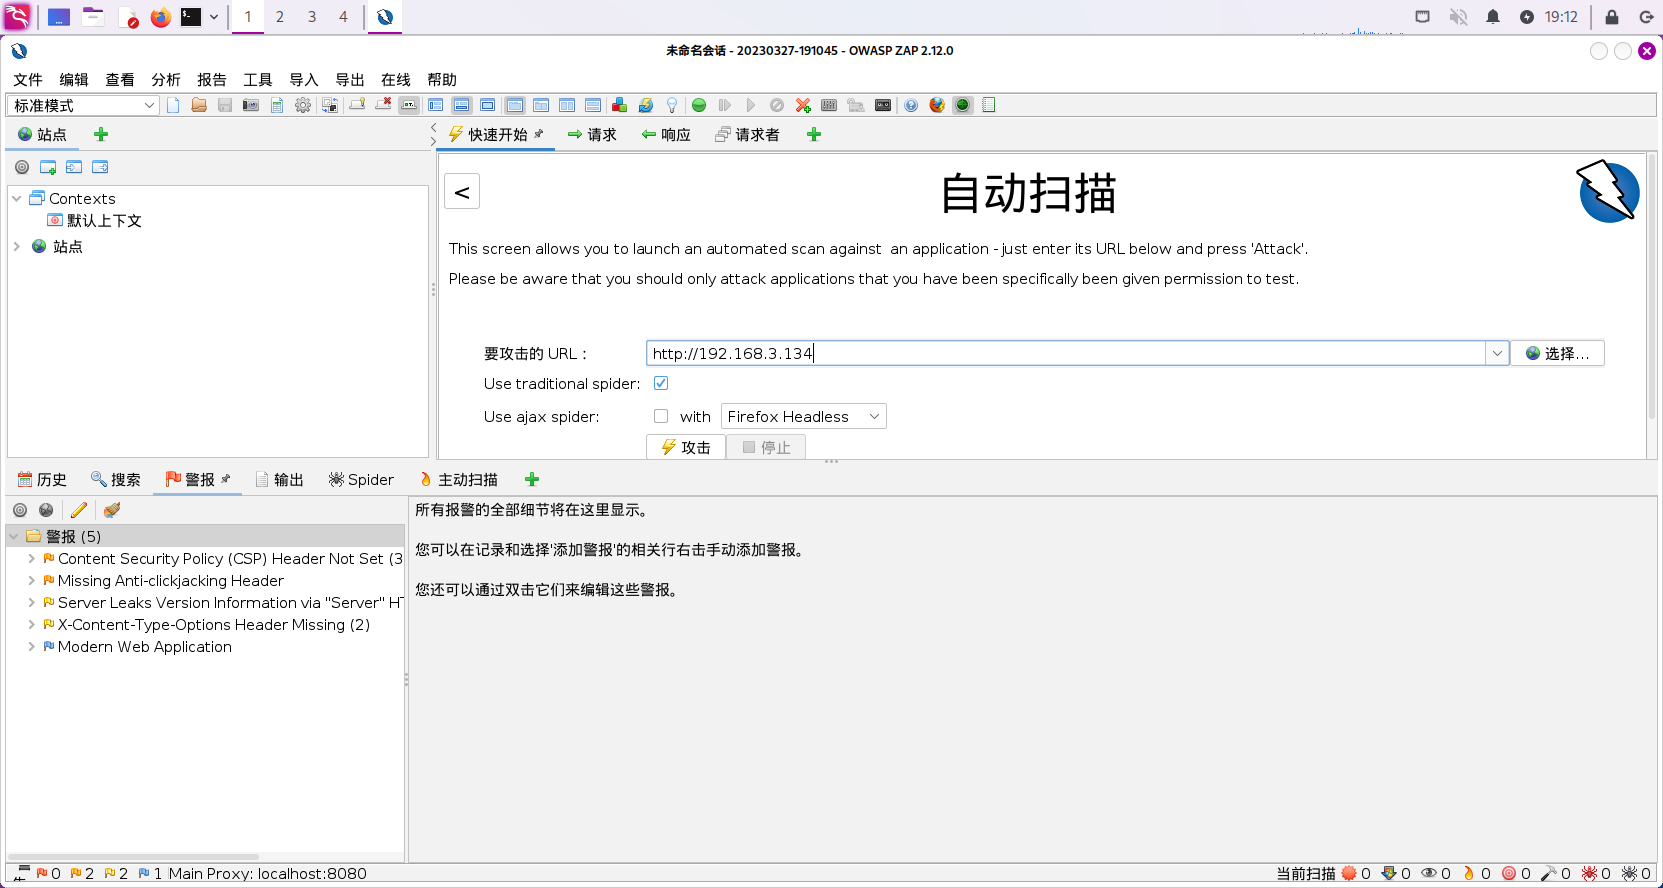 1 2 3 4 19:12
未命名会话 - 20230327-191045 - OWASP ZAP 2.12.0
文件 编辑 查看 分析 报告 工具 导入 导出 在线 帮助
标准模式
站点
快速开始 请求 响应 请求者
Contexts
默认上下文
站点
<
自动扫描
This screen allows you to launch an automated scan against an application - just enter its URL below and press 'Attack'.
Please be aware that you should only attack applications that you have been specifically been given permission to test.
要攻击的 URL：
http://192.168.3.134
选择...
Use traditional spider:
Use ajax spider:
with
Firefox Headless
攻击
停止
历史 搜索 警报 输出 Spider 主动扫描
警报 (5)
Content Security Policy (CSP) Header Not Set (3
Missing Anti-clickjacking Header
Server Leaks Version Information via "Server" HT
X-Content-Type-Options Header Missing (2)
Modern Web Application
所有报警的全部细节将在这里显示。
您可以在记录和选择'添加警报'的相关行右击手动添加警报。
您还可以通过双击它们来编辑这些警报。
0 2 2 1 Main Proxy: localhost:8080
当前扫描 0 0 0 0 0 0 0 0